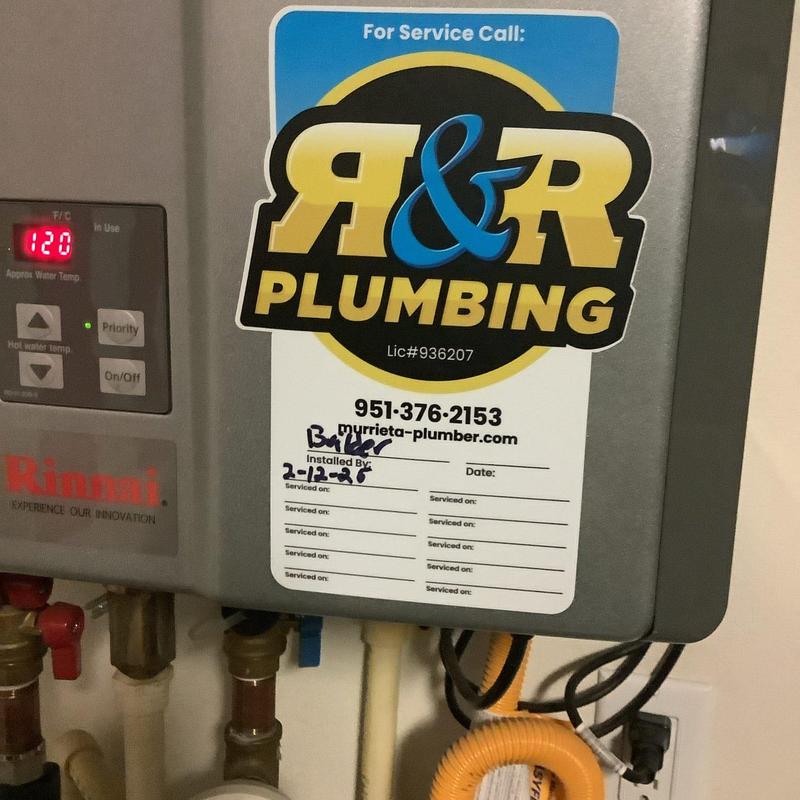 For Service Call:
R&R
PLUMBING
Lic#936207
951·376·2153
murrieta-plumber.com
Builder
Installed By:
Date:
2-12-25
Serviced on:
Serviced on:
Serviced on:
Serviced on:
Serviced on:
Serviced on:
Serviced on:
Serviced on:
Serviced on:
Serviced on:
°F/°C
In Use
120
Approx Water Temp.
Priority
Hot water temp.
On/Off
Rinnai®
EXPERIENCE OUR INNOVATION